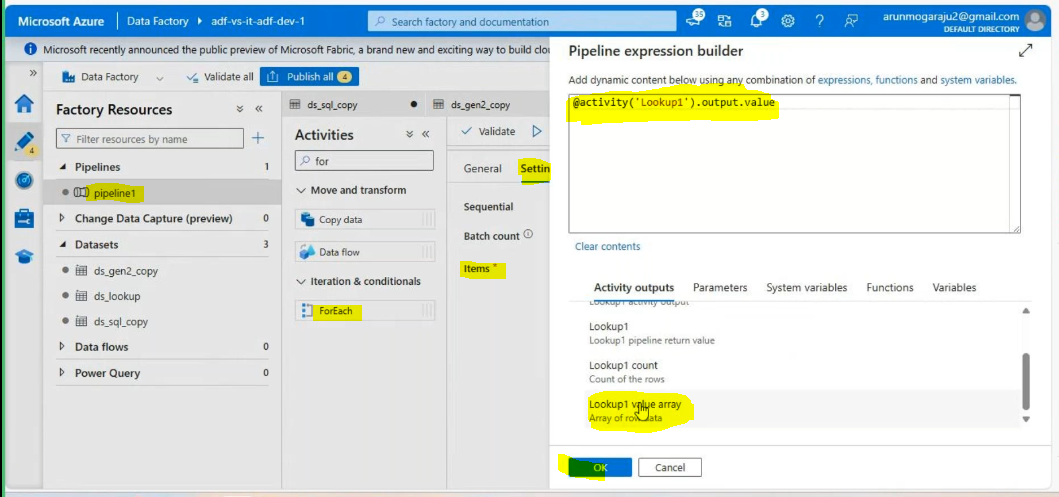 Microsoft Azure
Data Factory
adf-vs-it-adf-dev-1
Search factory and documentation
35
3
arunmogaraju2@gmail.com
DEFAULT DIRECTORY
Microsoft recently announced the public preview of Microsoft Fabric, a brand new and exciting way to build clou
Data Factory
Validate all
Publish all 4
Factory Resources
Filter resources by name
4
Pipelines 1
pipeline1
Change Data Capture (preview) 0
Datasets 3
ds_gen2_copy
ds_lookup
ds_sql_copy
Data flows 0
Power Query 0
ds_sql_copy
ds_gen2_copy
Activities
for
Move and transform
Copy data
Data flow
Iteration & conditionals
ForEach
Validate
General
Settin
Sequential
Batch count
Items *
Pipeline expression builder
Add dynamic content below using any combination of expressions, functions and system variables.
@activity('Lookup1').output.value
Clear contents
Activity outputs Parameters System variables Functions Variables
Lookup1 activity output
Lookup1
Lookup1 pipeline return value
Lookup1 count
Count of the rows
Lookup1 value array
Array of row data
OK
Cancel